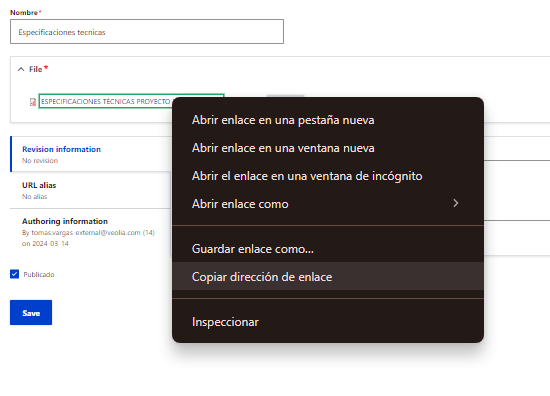 Nombre*
Especificaciones tecnicas
File*
ESPECIFICACIONES TÉCNICAS PROYECTO
Abrir enlace en una pestaña nueva
Abrir enlace en una ventana nueva
Abrir el enlace en una ventana de incógnito
Abrir enlace como
Guardar enlace como...
Copiar dirección de enlace
Inspeccionar
Revision information
No revision
URL alias
No alias
Authoring information
By tomas.vargas external@veolia.com (14)
on 2024-03-14
Publicado
Save